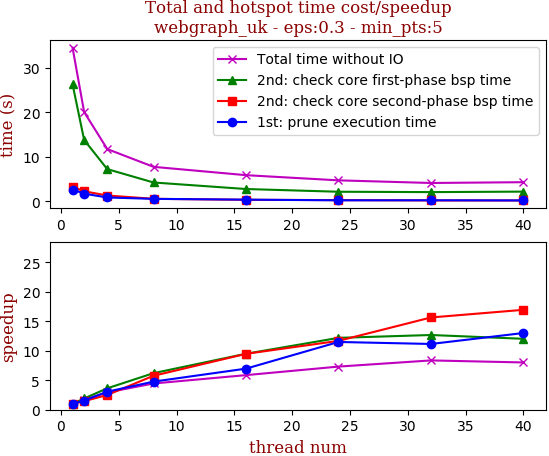 Total and hotspot time cost/speedup
webgraph_uk - eps:0.3 - min_pts:5
time (s)
30
20
10
0
Total time without IO
2nd: check core first-phase bsp time
2nd: check core second-phase bsp time
1st: prune execution time
0 5 10 15 20 25 30 35 40
speedup
25
20
15
10
5
0
0 5 10 15 20 25 30 35 40
thread num